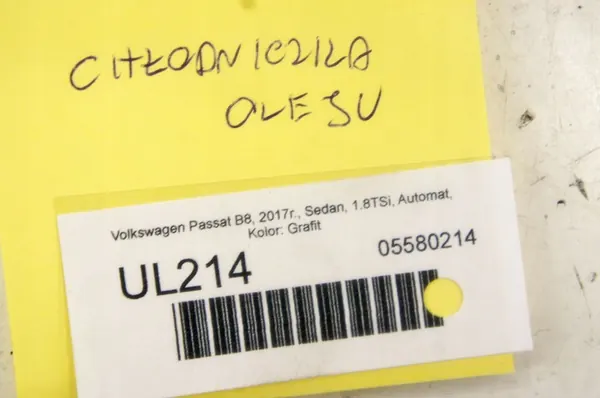 CHŁODNICZKA
OLEJU
Volkswagen Passat B8, 2017r., Sedan, 1.8TSi, Automat,
Kolor: Grafit
UL214
05580214